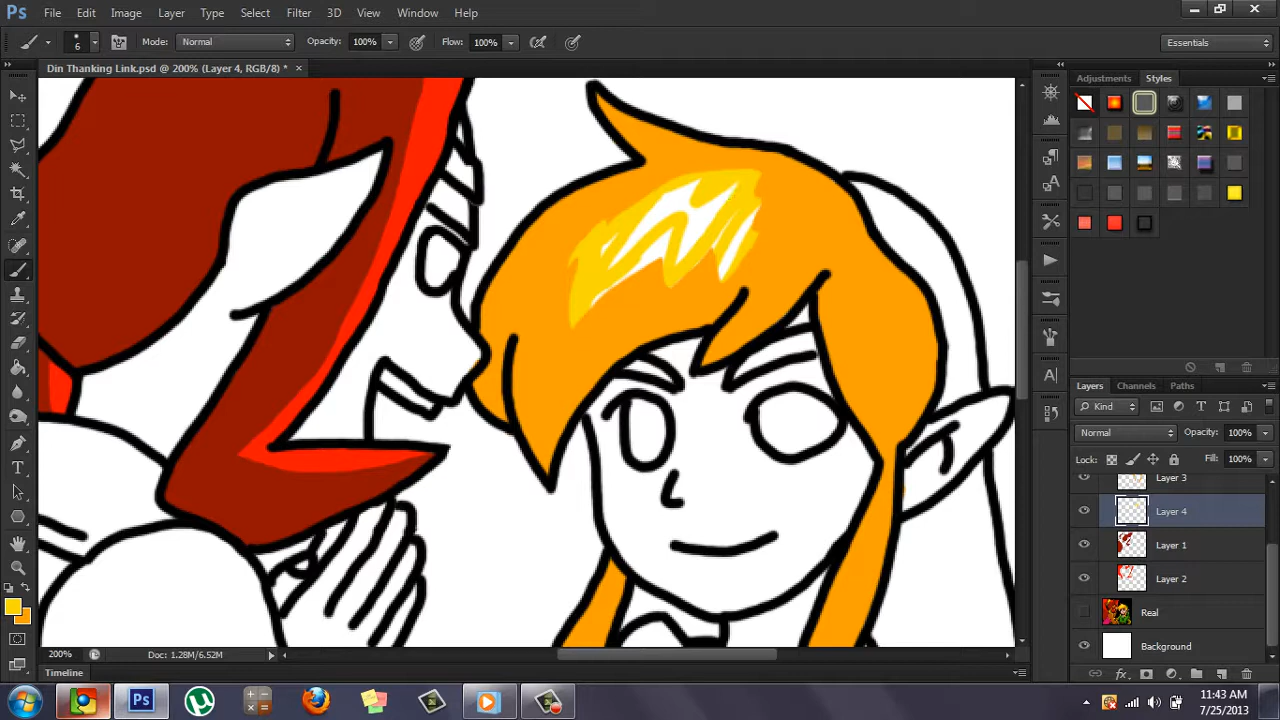 Ps File Edit Image Layer Type Select Filter 3D View Window Help
6 Mode: Normal Opacity: 100% Flow: 100% Essentials
Din Thanking Link.psd @ 200% (Layer 4, RGB/8) * ×
Adjustments Styles
Layers Channels Paths
Kind
Normal Opacity: 100%
Lock: Fill: 100%
Layer 3
Layer 4
Layer 1
Layer 2
Real
Background
200% Doc: 1.28M/6.52M
Timeline
11:43 AM
7/25/2013